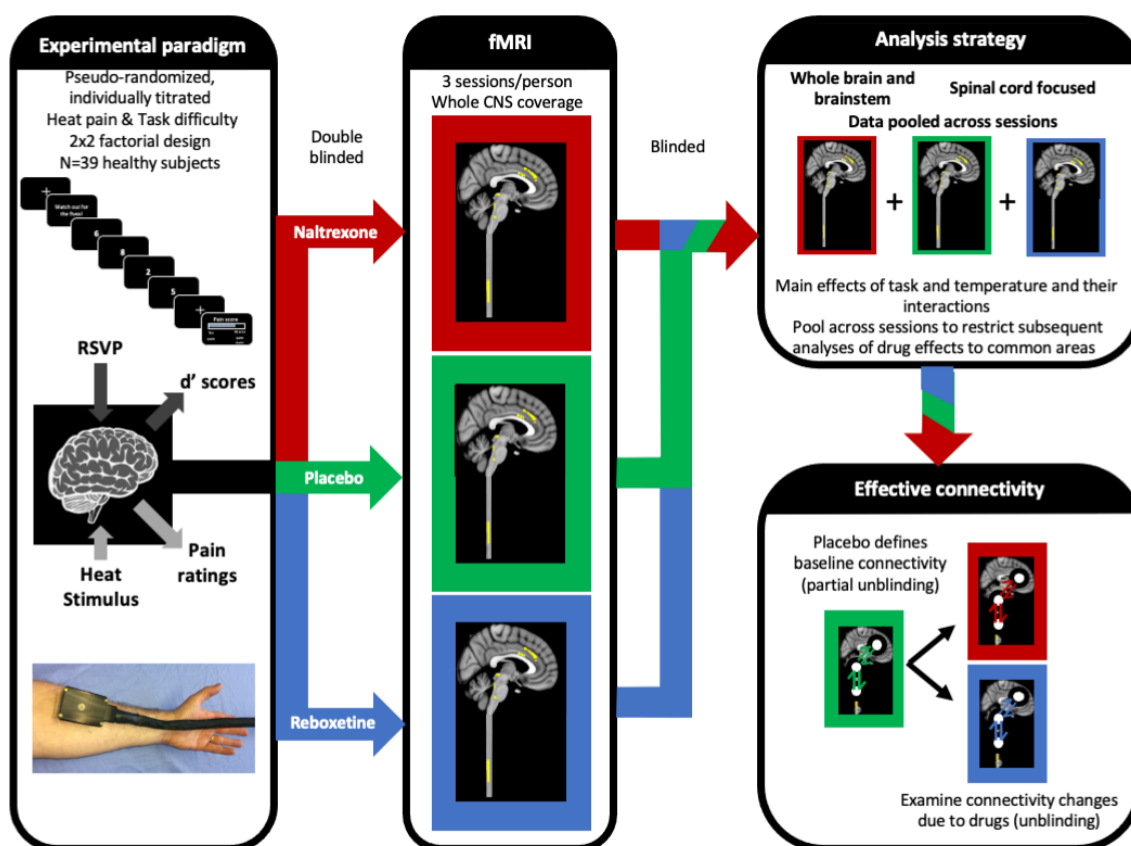 Experimental paradigm
Pseudo-randomized,
individually titrated
Heat pain & Task difficulty
2x2 factorial design
N=39 healthy subjects
Watch out for
the fives!
6
8
2
5
Pain score
RSVP
d' scores
Heat
Stimulus
Pain
ratings
Double
blinded
Naltrexone
Placebo
Reboxetine
fMRI
3 sessions/person
Whole CNS coverage
Blinded
Analysis strategy
Whole brain and
brainstem
Spinal cord focused
Data pooled across sessions
+
+
Main effects of task and temperature and their
interactions
Pool across sessions to restrict subsequent
analyses of drug effects to common areas
Effective connectivity
Placebo defines
baseline connectivity
(partial unblinding)
Examine connectivity changes
due to drugs (unblinding)